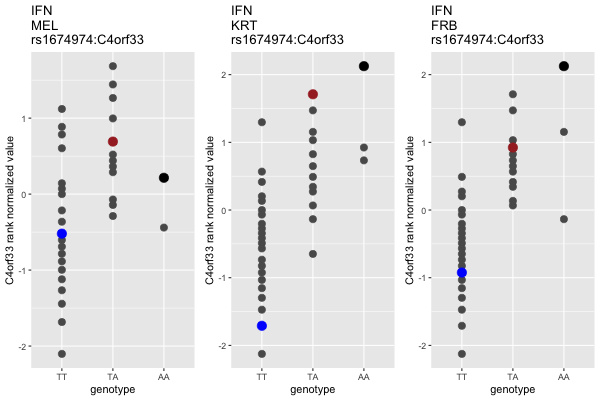 IFN
MEL
rs1674974:C4orf33
C4orf33 rank normalized value
1
0
-1
-2
TT
TA
AA
genotype
IFN
KRT
rs1674974:C4orf33
C4orf33 rank normalized value
2
1
0
-1
-2
TT
TA
AA
genotype
IFN
FRB
rs1674974:C4orf33
C4orf33 rank normalized value
2
1
0
-1
-2
TT
TA
AA
genotype